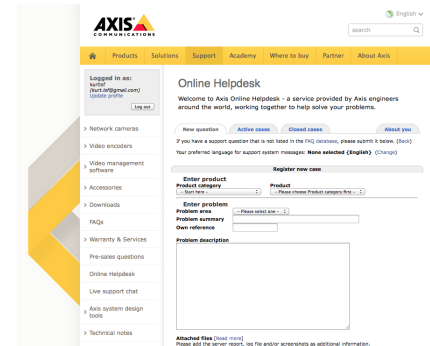 English
AXIS
COMMUNICATIONS
search
Products Solutions Support Academy Where to buy Partner About Axis
Logged in as:
kurtlsf
(kurt.lsf@gmail.com)
Update profile
Log out
> Network cameras
> Video encoders
> Video management
software
> Accessories
> Downloads
FAQs
> Warranty & Services
Pre-sales questions
Online Helpdesk
Live support chat
> Axis system design
tools
> Technical notes
Online Helpdesk
Welcome to Axis Online Helpdesk - a service provided by Axis engineers
around the world, working together to help solve your problems.
New question Active cases Closed cases About you
If you have a support question that is not listed in the FAQ database, please submit it below. (Back)
Your preferred language for support system messages: None selected (English) (Change)
Register new case
Enter product
Product category Product
- Start here - - Please choose Product category first -
Enter problem
Problem area - Please select one -
Problem summary
Own reference
Problem description
Attached files [Read more]
Please add the server report, log file and/or screenshots as additional information.